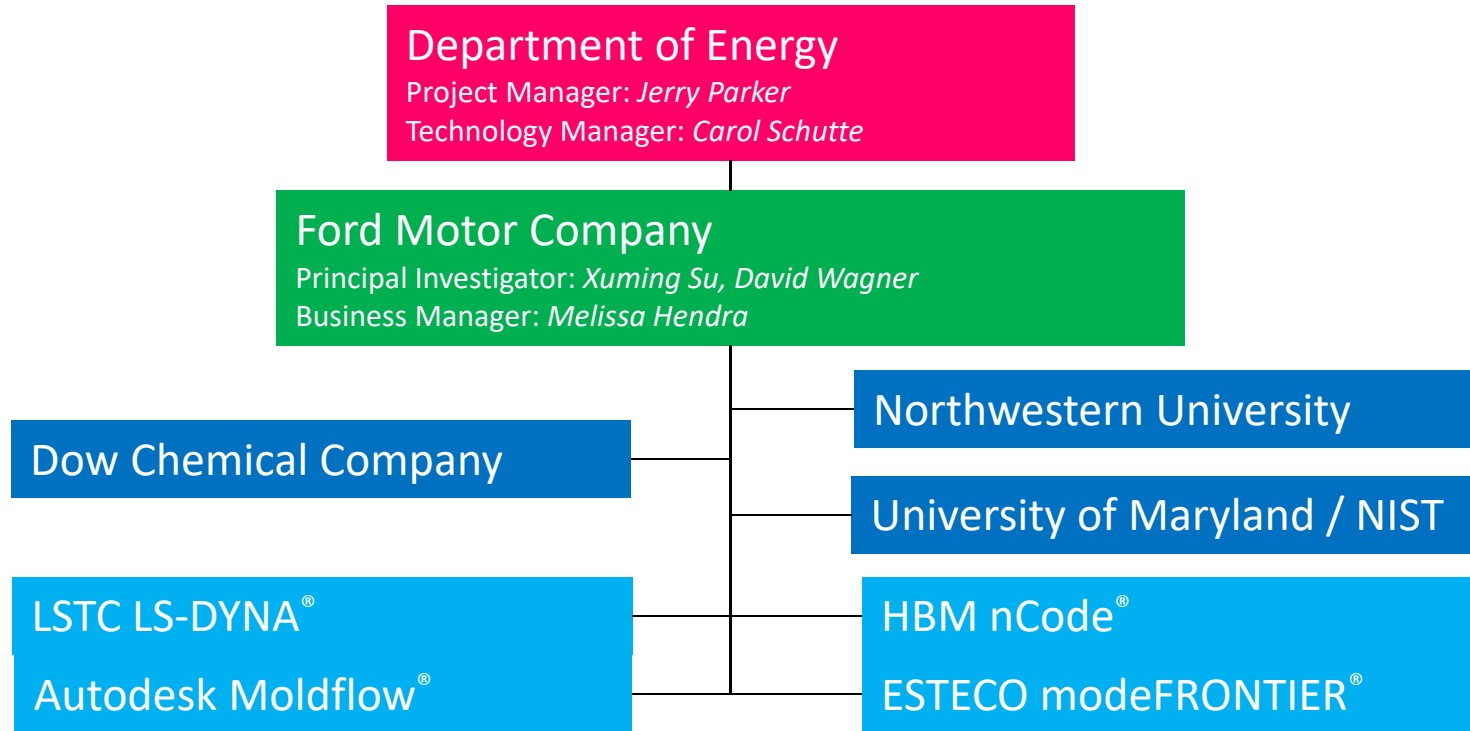 Department of Energy
Project Manager: Jerry Parker
Technology Manager: Carol Schutte
Ford Motor Company
Principal Investigator: Xuming Su, David Wagner
Business Manager: Melissa Hendra
Northwestern University
Dow Chemical Company
University of Maryland / NIST
LSTC LS-DYNA®
HBM nCode®
Autodesk Moldflow®
ESTECO modeFRONTIER®